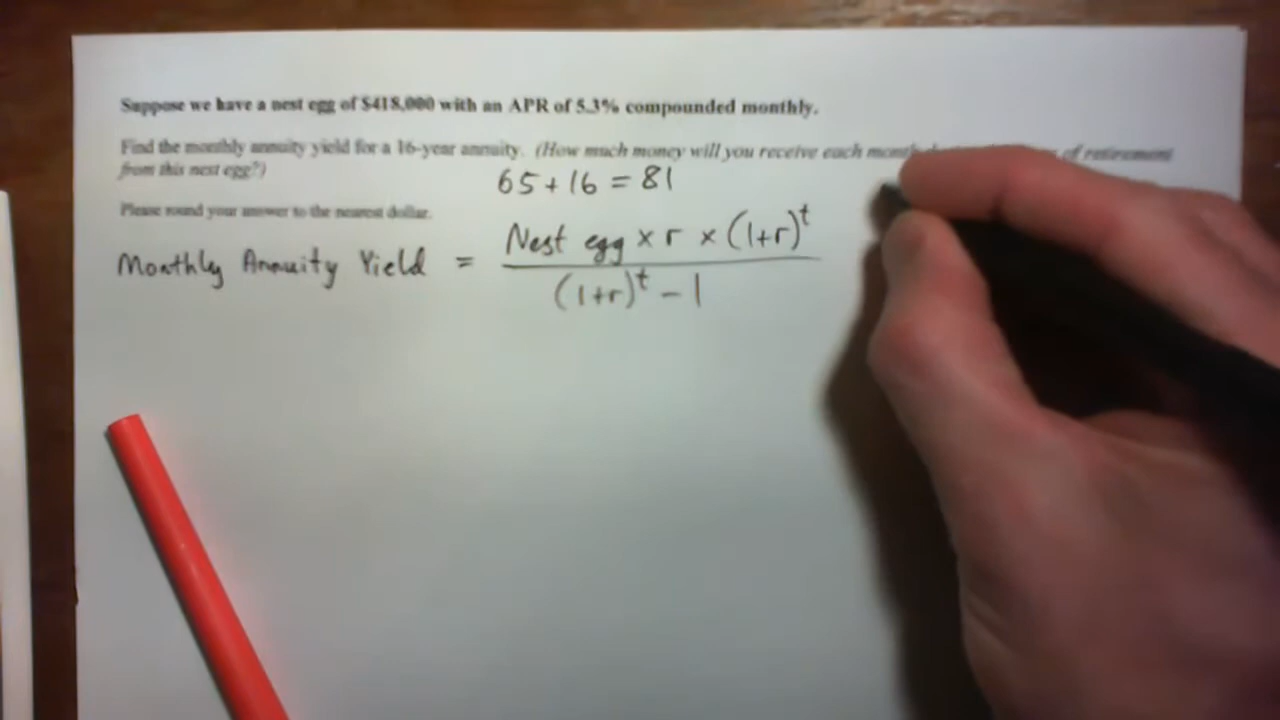 Suppose we have a nest egg of $418,000 with an APR of 5.3% compounded monthly.
Find the monthly annuity yield for a 16-year annuity. (How much money will you receive each month of retirement
from this nest egg?)
65 + 16 = 81
Please round your answer to the nearest dollar.
Monthly Annuity Yield = Nest egg × r × (1+r)^t
(1+r)^t - 1